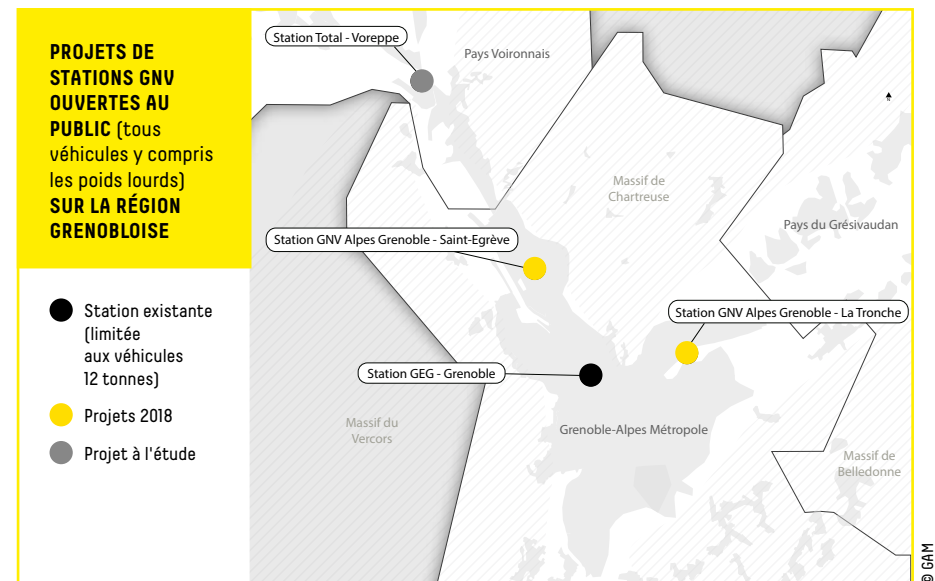 PROJETS DE
STATIONS GNV
OUVERTES AU
PUBLIC (tous
véhicules y compris
les poids lourds)
SUR LA RÉGION
GRENOBLOISE
Station existante
(limitée
aux véhicules
12 tonnes)
Projets 2018
Projet à l'étude
Station Total - Voreppe
Pays Voironnais
Massif de
Chartreuse
Pays du Grésivaudan
Station GNV Alpes Grenoble - Saint-Egrève
Station GNV Alpes Grenoble - La Tronche
Station GEG - Grenoble
Massif du
Vercors
Grenoble-Alpes Métropole
Massif de
Belledonne
© GAM